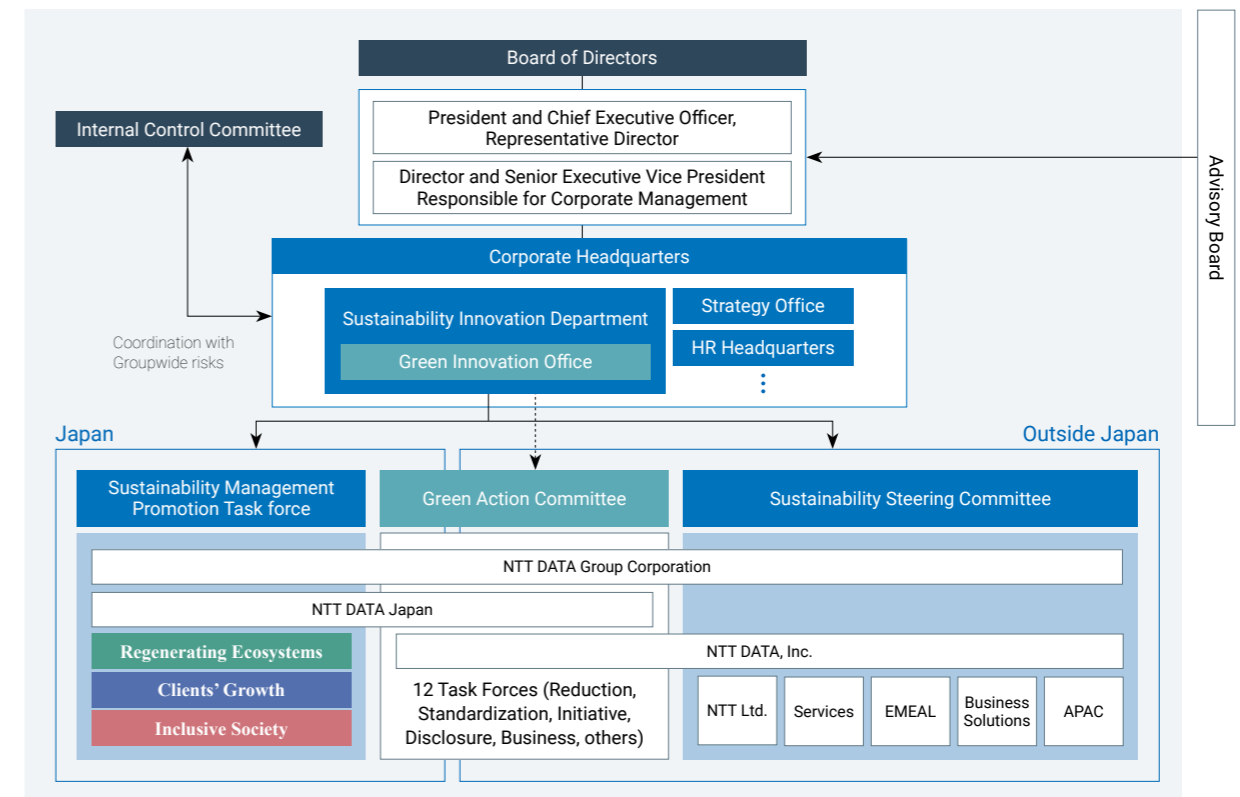 Board of Directors
President and Chief Executive Officer,
Representative Director
Director and Senior Executive Vice President
Responsible for Corporate Management
Internal Control Committee
Advisory Board
Corporate Headquarters
Sustainability Innovation Department
Green Innovation Office
Strategy Office
HR Headquarters
Coordination with
Groupwide risks
Japan
Outside Japan
Sustainability Management
Promotion Task force
Green Action Committee
Sustainability Steering Committee
NTT DATA Group Corporation
NTT DATA Japan
Regenerating Ecosystems
Clients’ Growth
Inclusive Society
NTT DATA, Inc.
12 Task Forces (Reduction,
Standardization, Initiative,
Disclosure, Business, others)
NTT Ltd.
Services
EMEAL
Business
Solutions
APAC